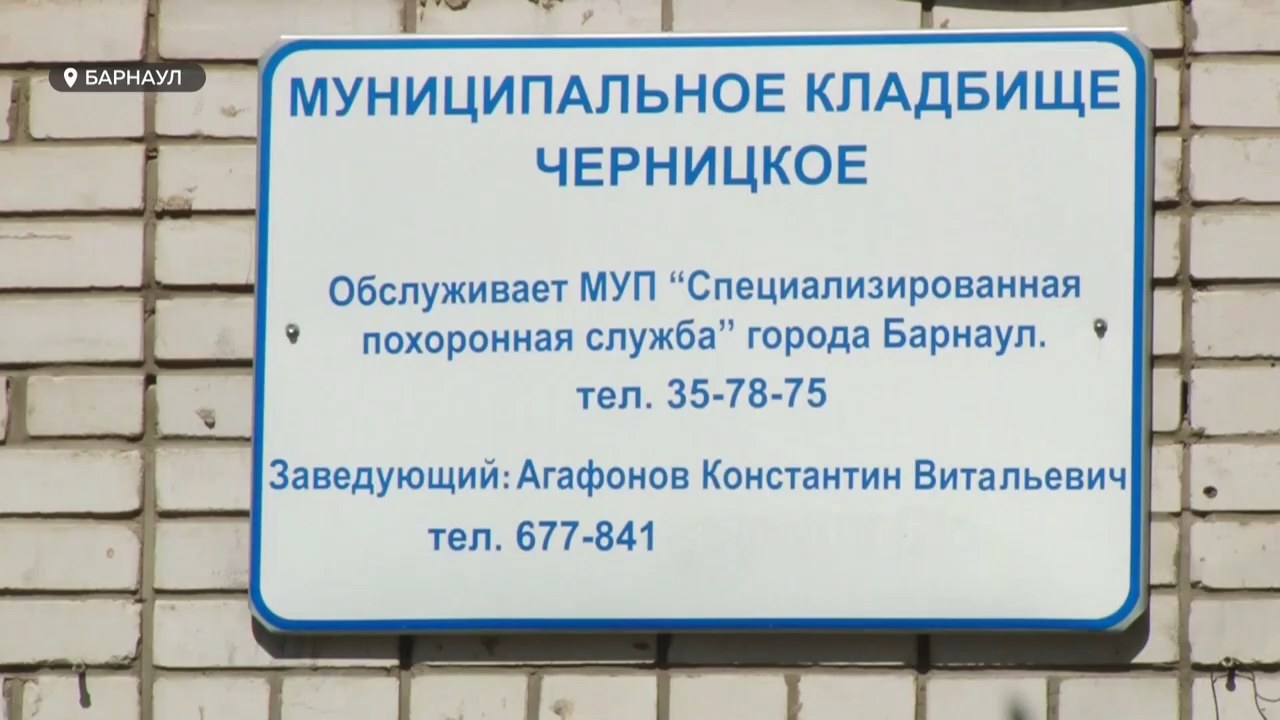 БАРНАУЛ
МУНИЦИПАЛЬНОЕ КЛАДБИЩЕ
ЧЕРНИЦКОЕ
Обслуживает МУП “Специализированная
похоронная служба” города Барнаул.
тел. 35-78-75
Заведующий: Агафонов Константин Витальевич
тел. 677-841